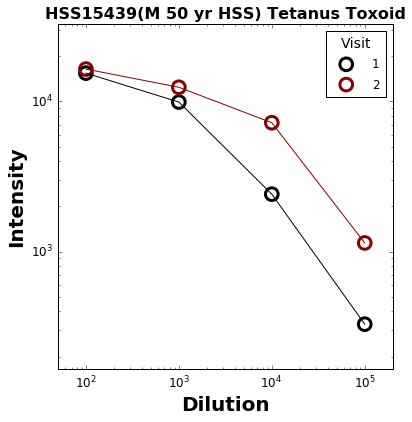 HSS15439(M 50 yr HSS) Tetanus Toxoid
Visit
1
2
10^4
10^3
Intensity
10^2 10^3 10^4 10^5
Dilution